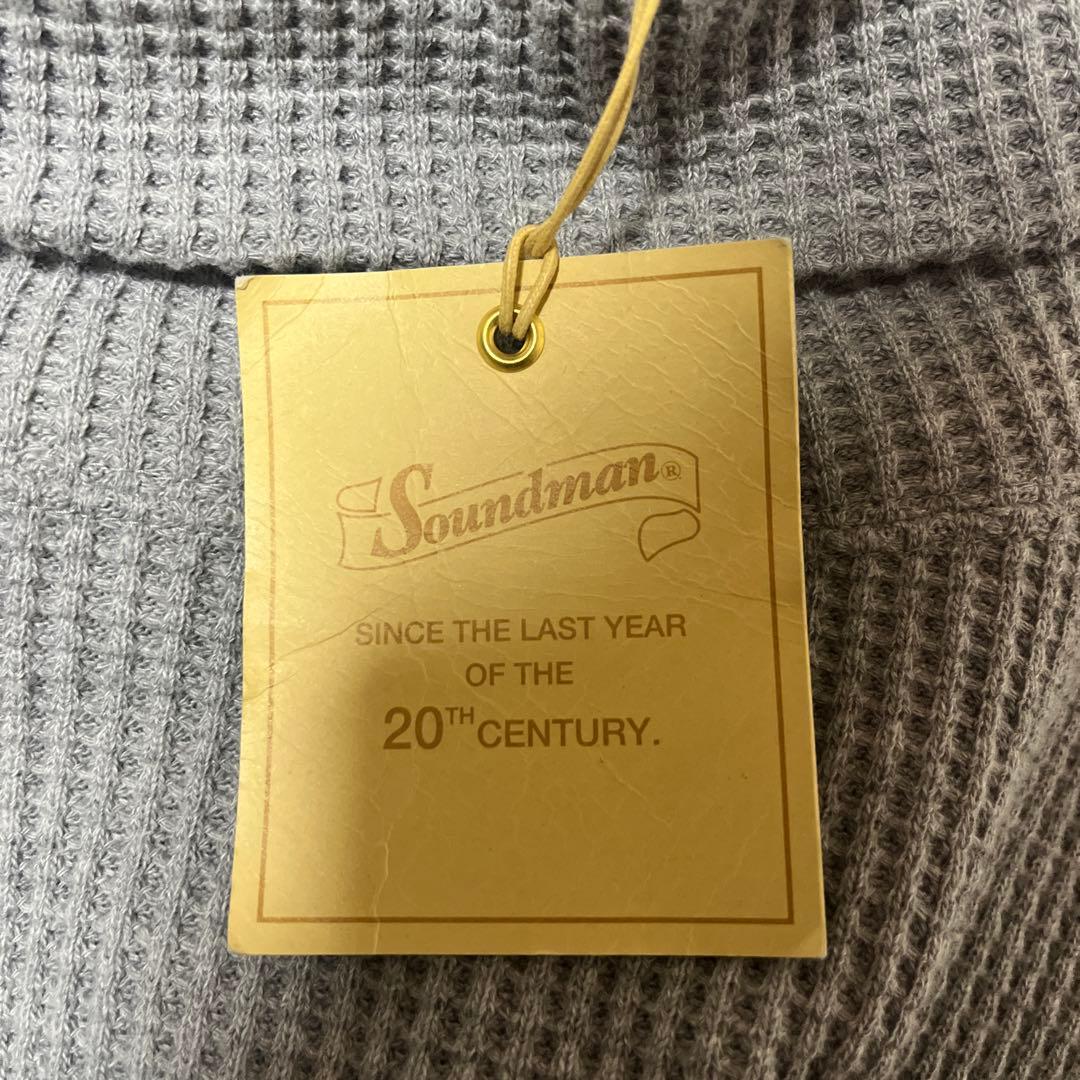 Soundman®
SINCE THE LAST YEAR
OF THE
20TH CENTURY.